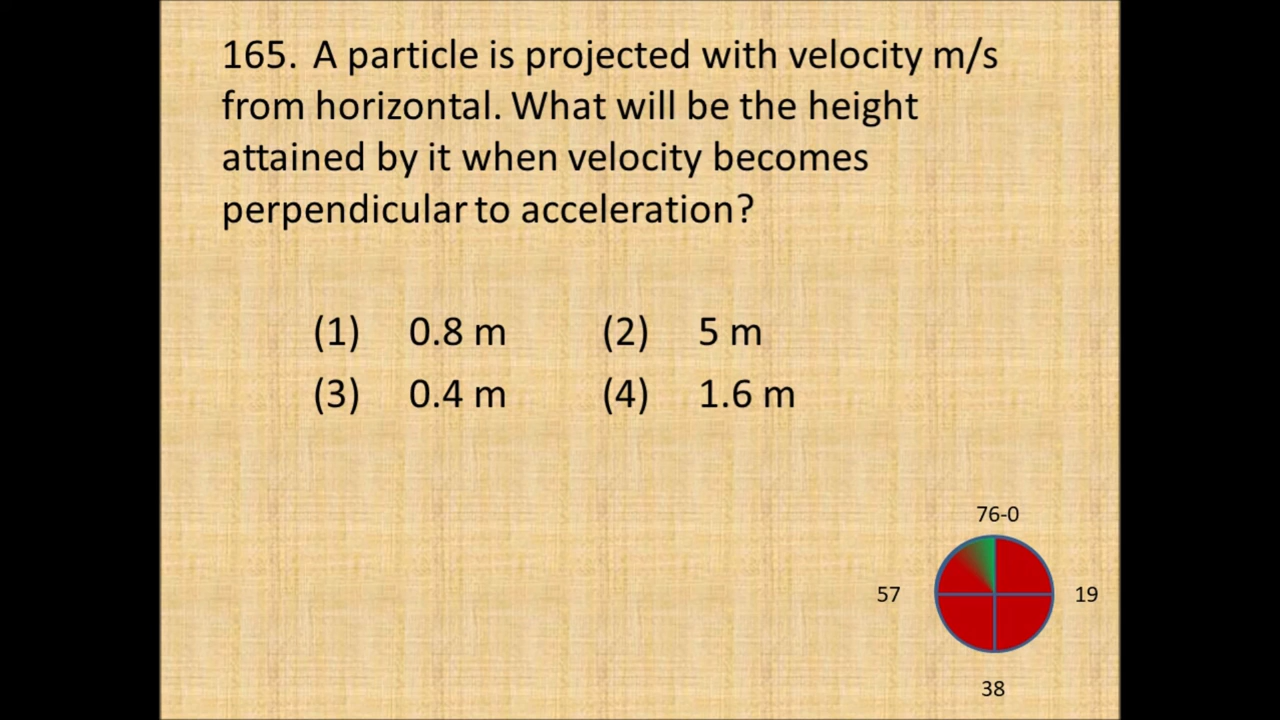 165. A particle is projected with velocity m/s
from horizontal. What will be the height
attained by it when velocity becomes
perpendicular to acceleration?
(1) 0.8 m (2) 5 m
(3) 0.4 m (4) 1.6 m
76-0
57 19
38